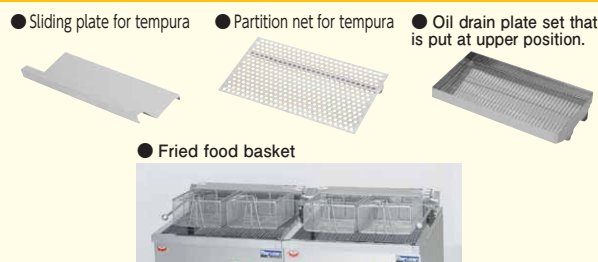 ● Sliding plate for tempura
● Partition net for tempura
● Oil drain plate set that
is put at upper position.
● Fried food basket